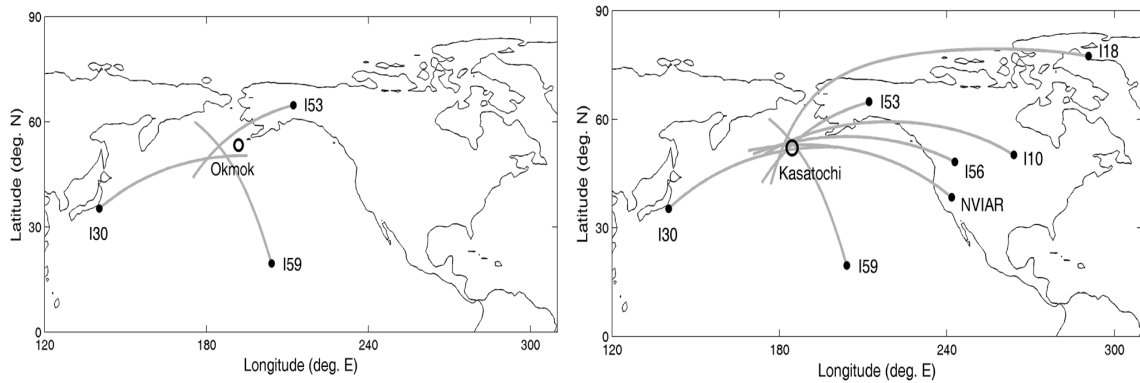 90
60
30
0
Latitude (deg. N)
I53
Okmok
I30
I59
120
180
240
300
Longitude (deg. E)
90
60
30
0
Latitude (deg. N)
I18
I53
I10
I56
Kasatochi
NVIAR
I30
I59
120
180
240
300
Longitude (deg. E)